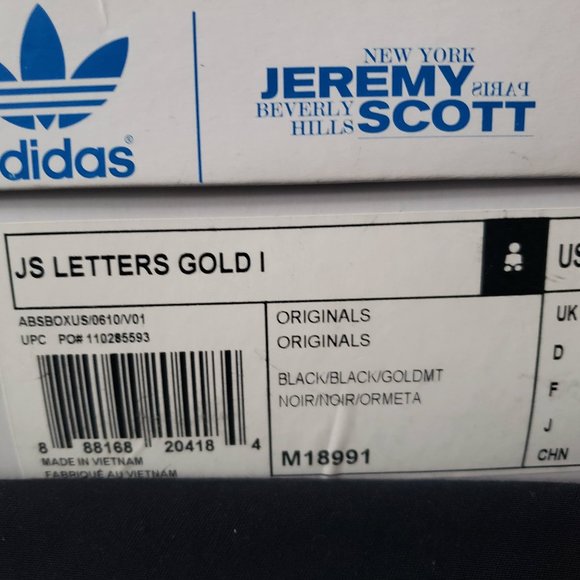 adidas®
NEW YORK
JEREMY PARIS
BEVERLY
HILLS SCOTT
JS LETTERS GOLD I
US
ABSBOXUS/0610/V01
UPC PO# 110285593
8 88168 20418 4
MADE IN VIETNAM
FABRIQUÉ AU VIETNAM
ORIGINALS
ORIGINALS
BLACK/BLACK/GOLDMT
NOIR/NOIR/ORMETA
M18991
UK
D
F
J
CHN